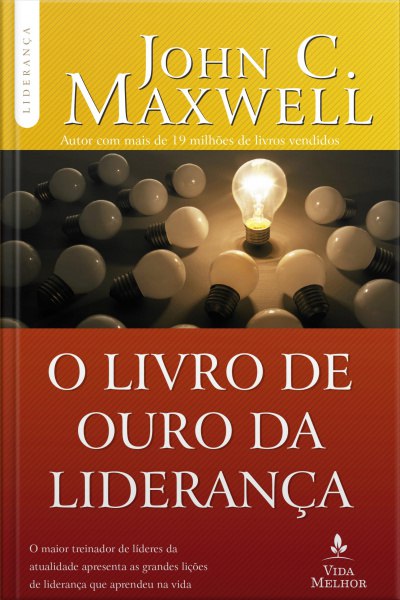 LIDERANÇA
JOHN C.
MAXWELL
Autor com mais de 19 milhões de livros vendidos
O LIVRO DE
OURO DA
LIDERANÇA
O maior treinador de líderes da
atualidade apresenta as grandes lições
de liderança que aprendeu na vida
VIDA
MELHOR